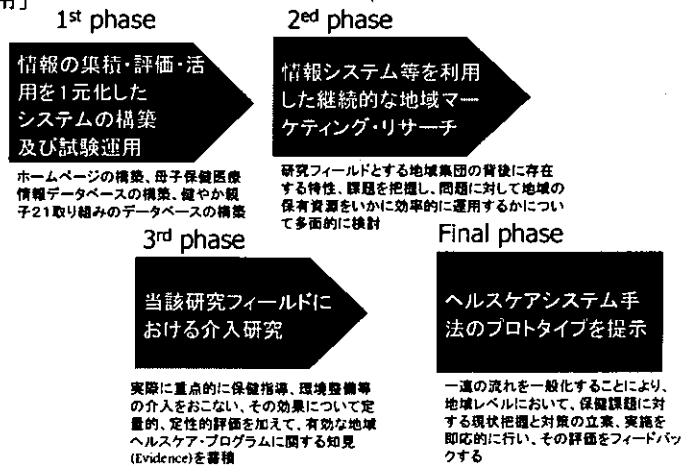 用」
1st phase
情報の集積・評価・活
用を1元化した
システムの構築
及び試験運用
ホームページの構築、母子保健医療
情報データベースの構築、健やか親
子21取り組みのデータベースの構築
2ed phase
情報システム等を利用
した継続的な地域マー
ケティング・リサーチ
研究フィールドとする地域集団の背後に存在
する特性、課題を把握し、問題に対して地域の
保有資源をいかに効率的に運用するかについ
て多面的に検討
3rd phase
当該研究フィールドに
おける介入研究
実際に重点的に保健指導、環境整備等
の介入をおこない、その効果について定
量的、定性的評価を加えて、有効な地域
ヘルスケア・プログラムに関する知見
(Evidence)を蓄積
Final phase
ヘルスケアシステム手
法のプロトタイプを提示
一連の流れを一般化することにより、
地域レベルにおいて、保健課題に対
する現状把握と対策の立案、実施を
即応的に行い、その評価をフィードバッ
クする